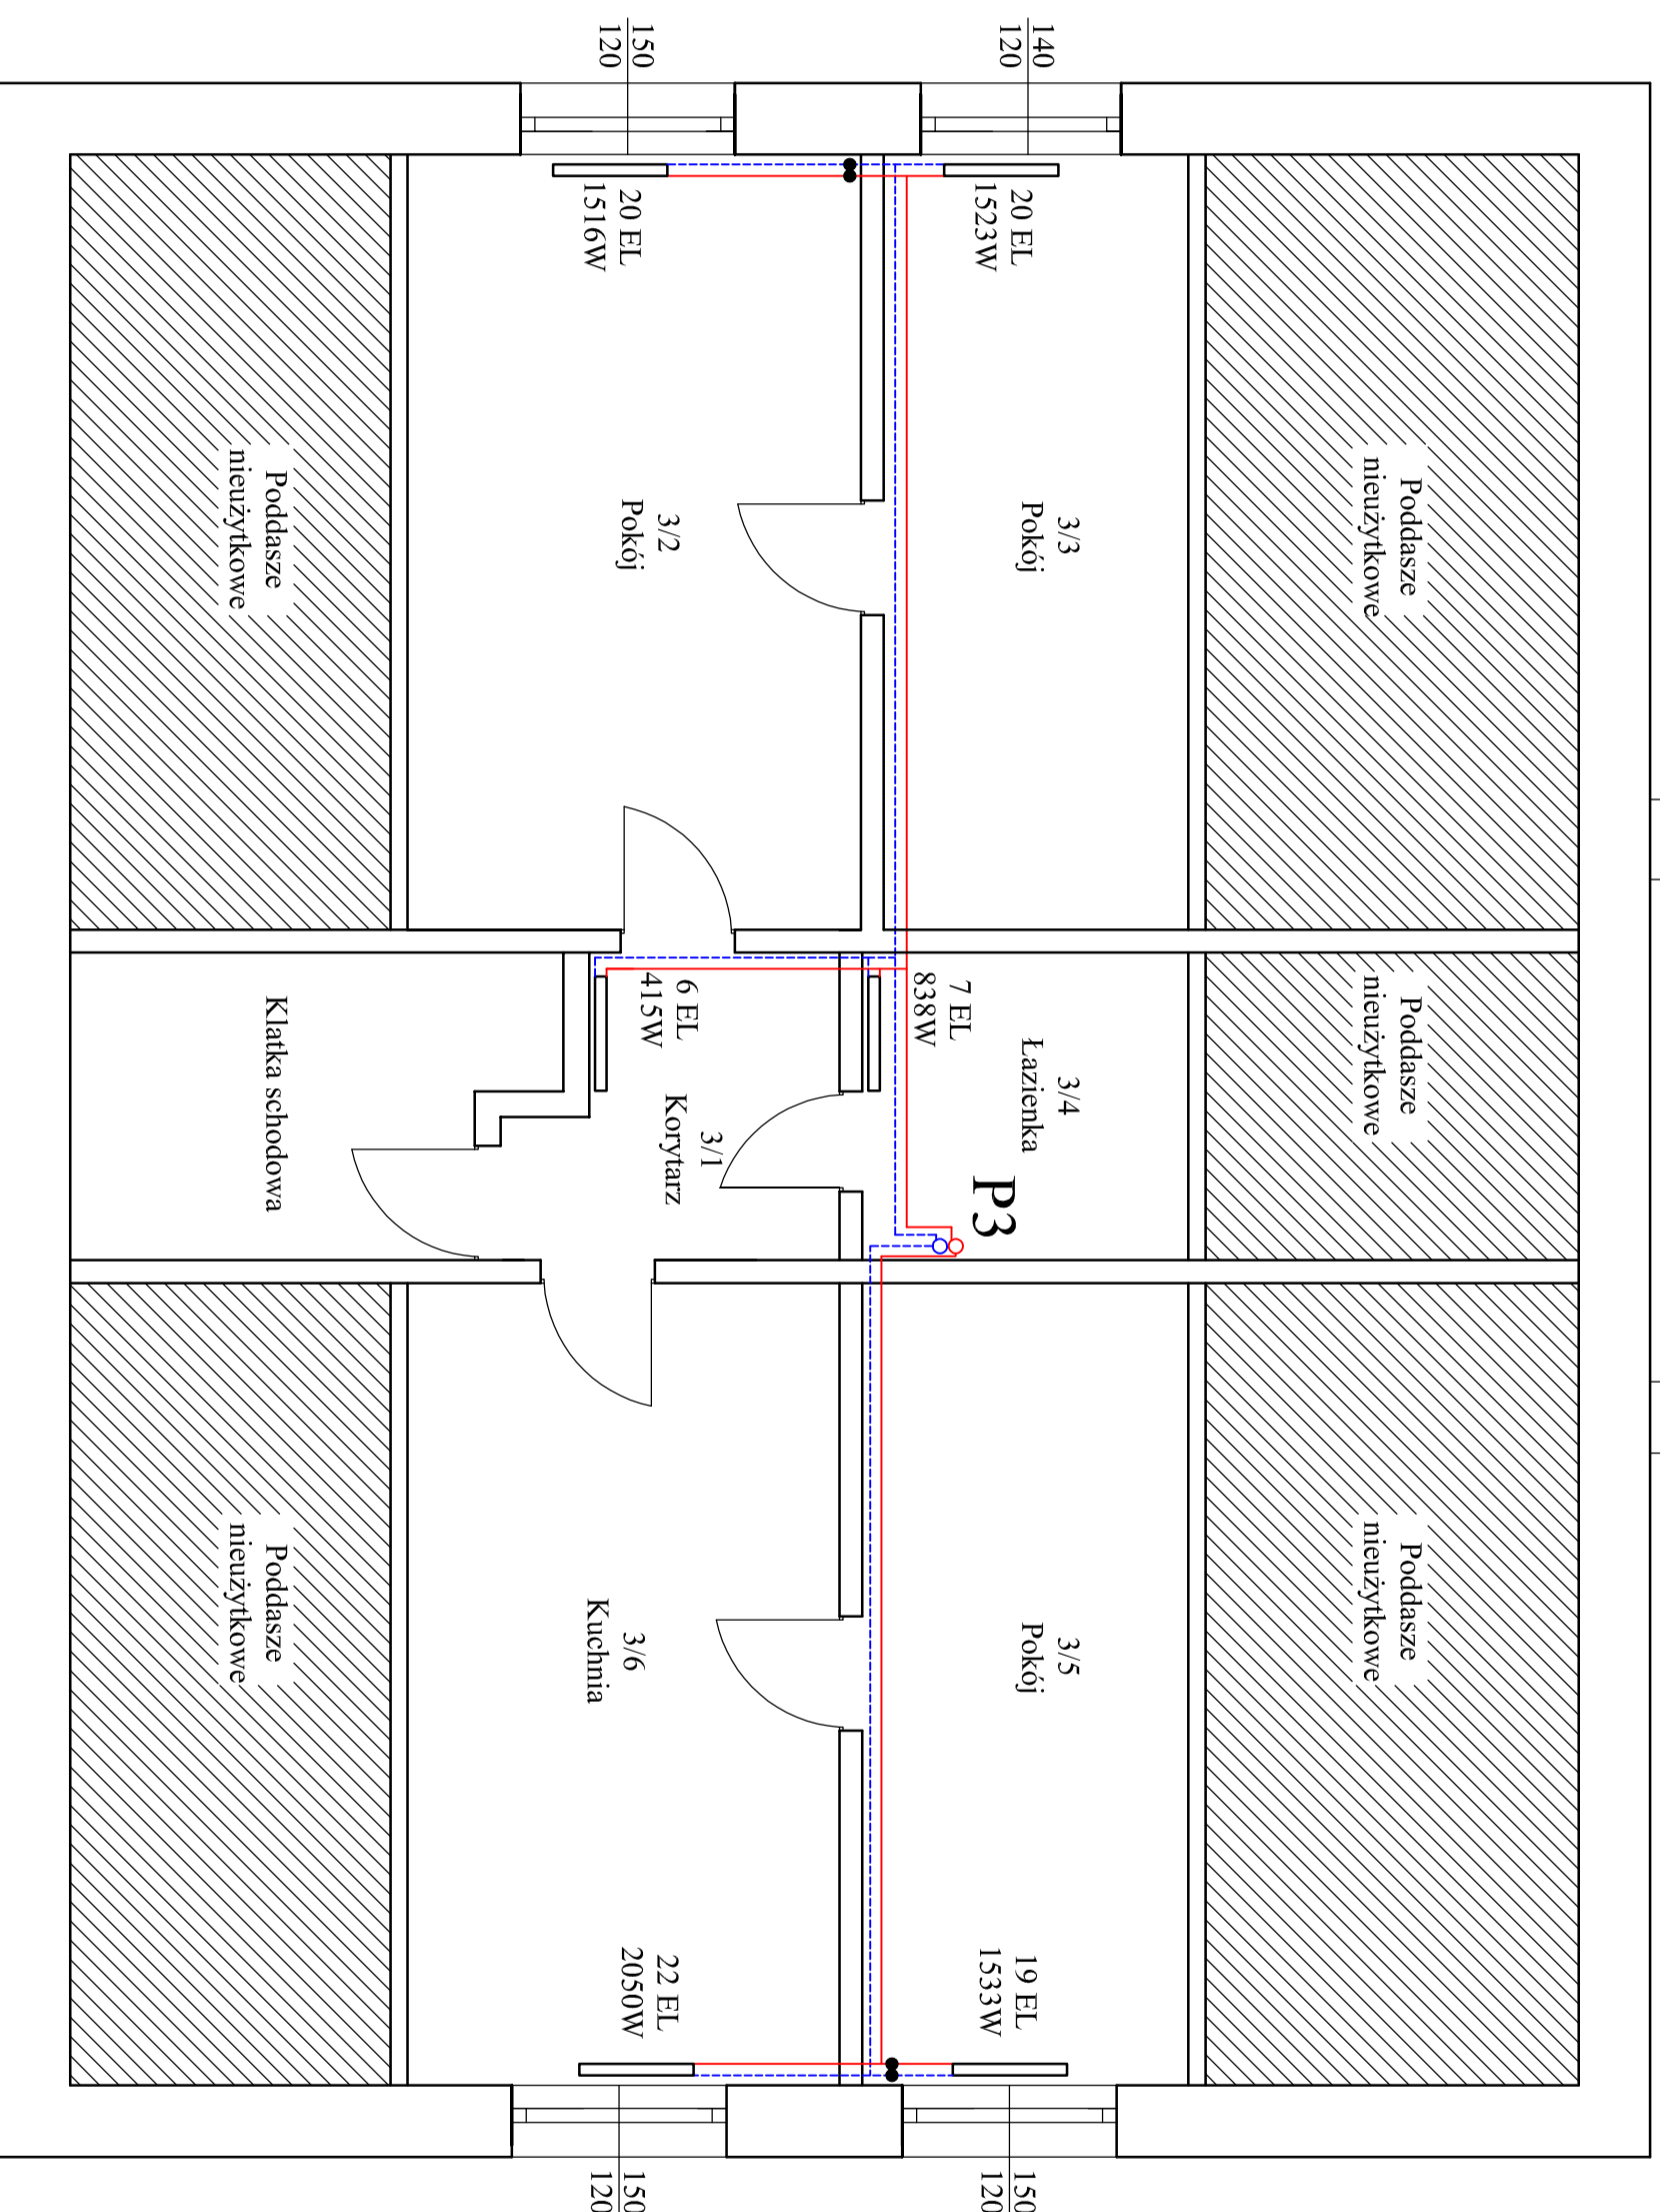 150
120
140
120
20 EL
1516W
20 EL
1523W
Poddasze
nieużytkowe
3/2
Pokój
3/3
Pokój
Poddasze
nieużytkowe
Klatka schodowa
6 EL
415W
3/1
Korytarz
7 EL
838W
3/4
Łazienka
P3
Poddasze
nieużytkowe
Poddasze
nieużytkowe
3/6
Kuchnia
3/5
Pokój
Poddasze
nieużytkowe
22 EL
2050W
19 EL
1533W
150
120
150
120